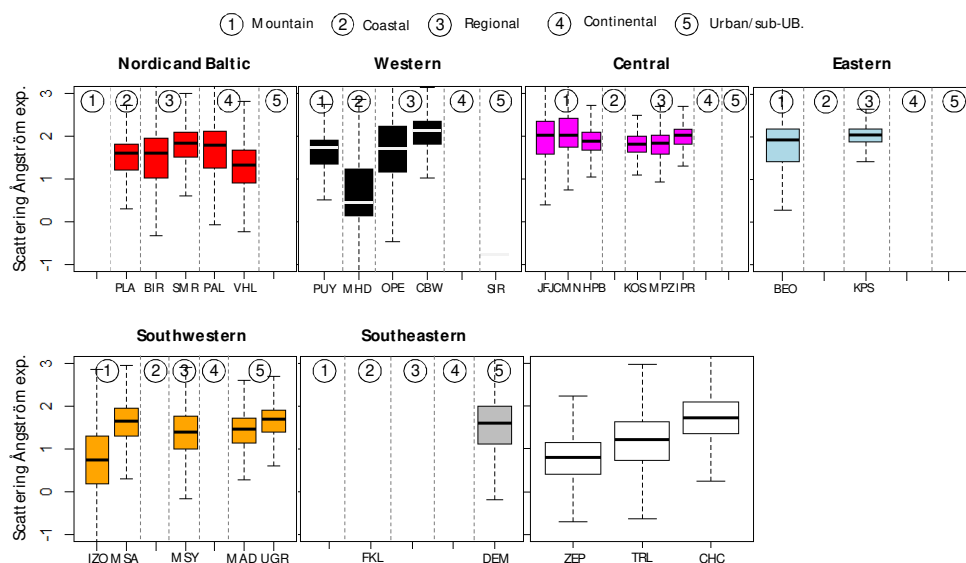 1 Mountain 2 Coastal 3 Regional 4 Continental 5 Urban/sub-UB.
Nordic and Baltic Western Central Eastern
Scattering Ångström exp.
3
2
1
0
-1
1 2 3 4 5
1 2 3 4 5
1 2 3 4 5
1 2 3 4 5
PLA BIR SMR PAL VHL
PUY MHD OPE CBW SIR
JFJ CMN HPB KOS MPZ IPR
BEO KPS
Southwestern Southeastern
Scattering Ångström exp.
3
2
1
0
-1
1 2 3 4 5
1 2 3 4 5
IZO MSA MSY MAD UGR
FKL DEM
ZEP TRL CHC